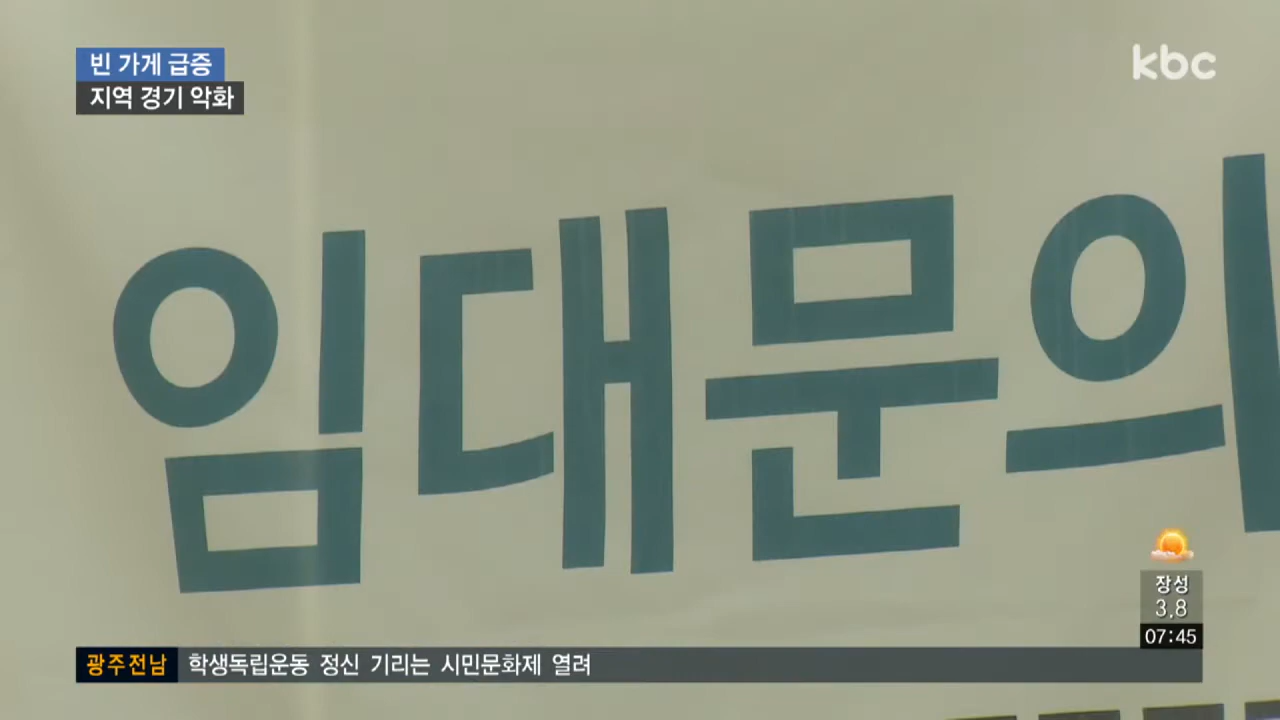 빈 가게 급증
지역 경기 악화
kbc
임대문의
장성
3.8
07:45
광주전남 학생독립운동 정신 기리는 시민문화제 열려